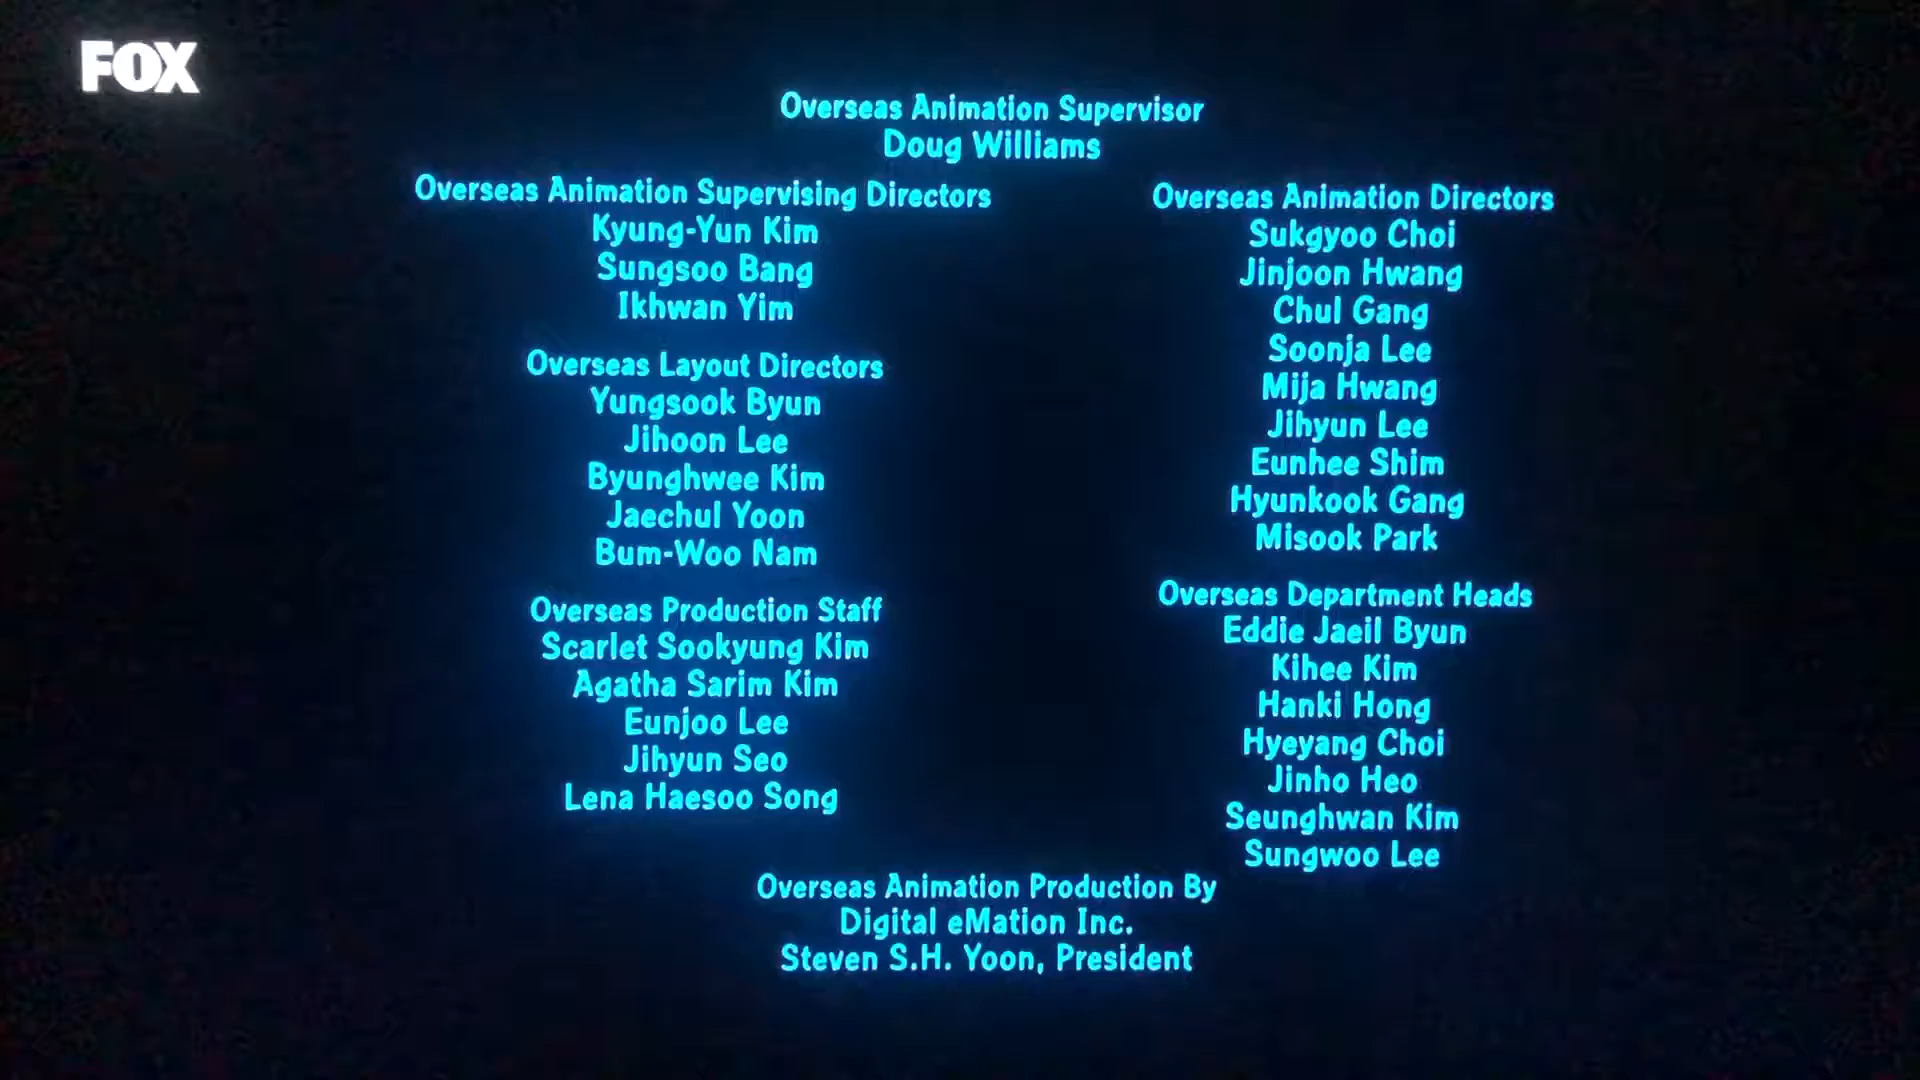 FOX
Overseas Animation Supervisor
Doug Williams
Overseas Animation Supervising Directors
Kyung-Yun Kim
Sungsoo Bang
Ikhwan Yim
Overseas Layout Directors
Yungsook Byun
Jihoon Lee
Byunghwee Kim
Jaechul Yoon
Bum-Woo Nam
Overseas Production Staff
Scarlet Sookyung Kim
Agatha Sarim Kim
Eunjoo Lee
Jihyun Seo
Lena Haesoo Song
Overseas Animation Directors
Sukgyoo Choi
Jinjoon Hwang
Chul Gang
Soonja Lee
Mija Hwang
Jihyun Lee
Eunhee Shim
Hyunkook Gang
Misook Park
Overseas Department Heads
Eddie Jaeil Byun
Kihee Kim
Hanki Hong
Hyeyang Choi
Jinho Heo
Seunghwan Kim
Sungwoo Lee
Overseas Animation Production By
Digital eMation Inc.
Steven S.H. Yoon, President